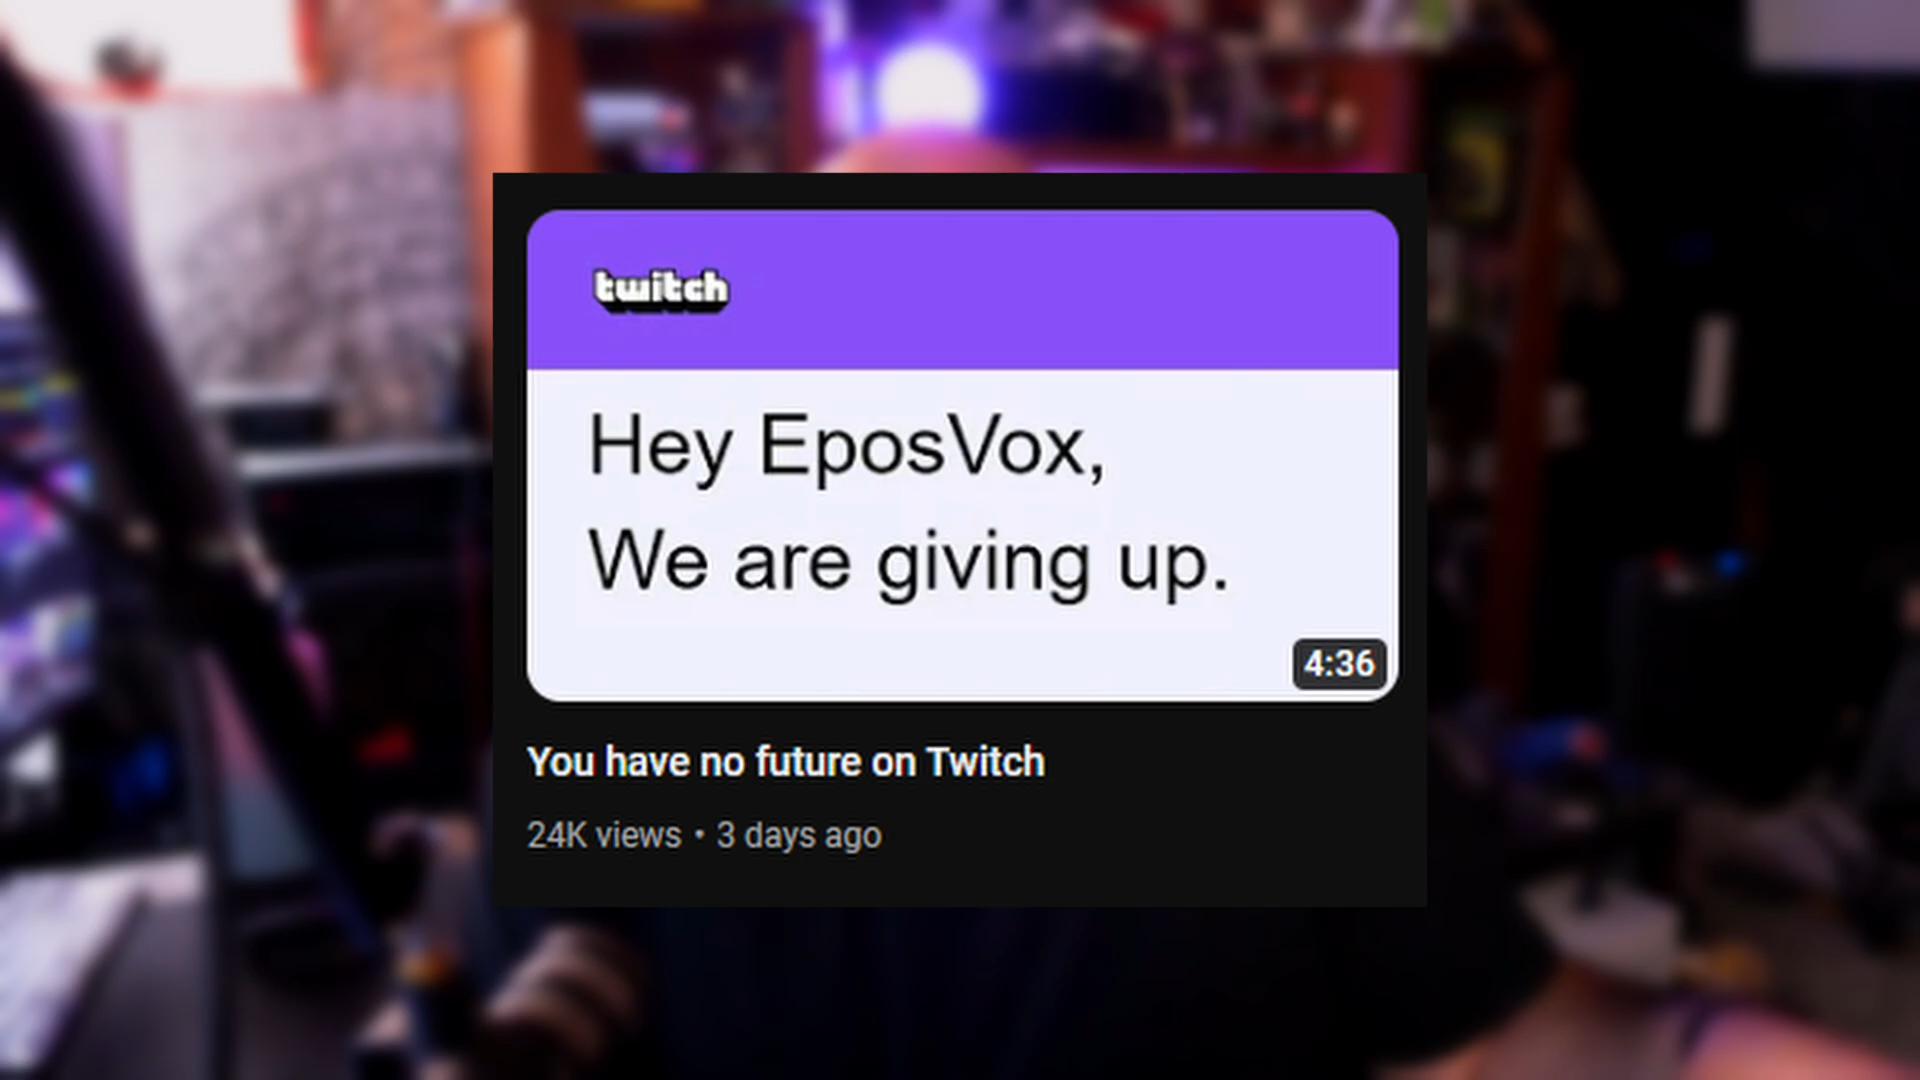 twitch
Hey EposVox,
We are giving up.
4:36
You have no future on Twitch
24K views • 3 days ago